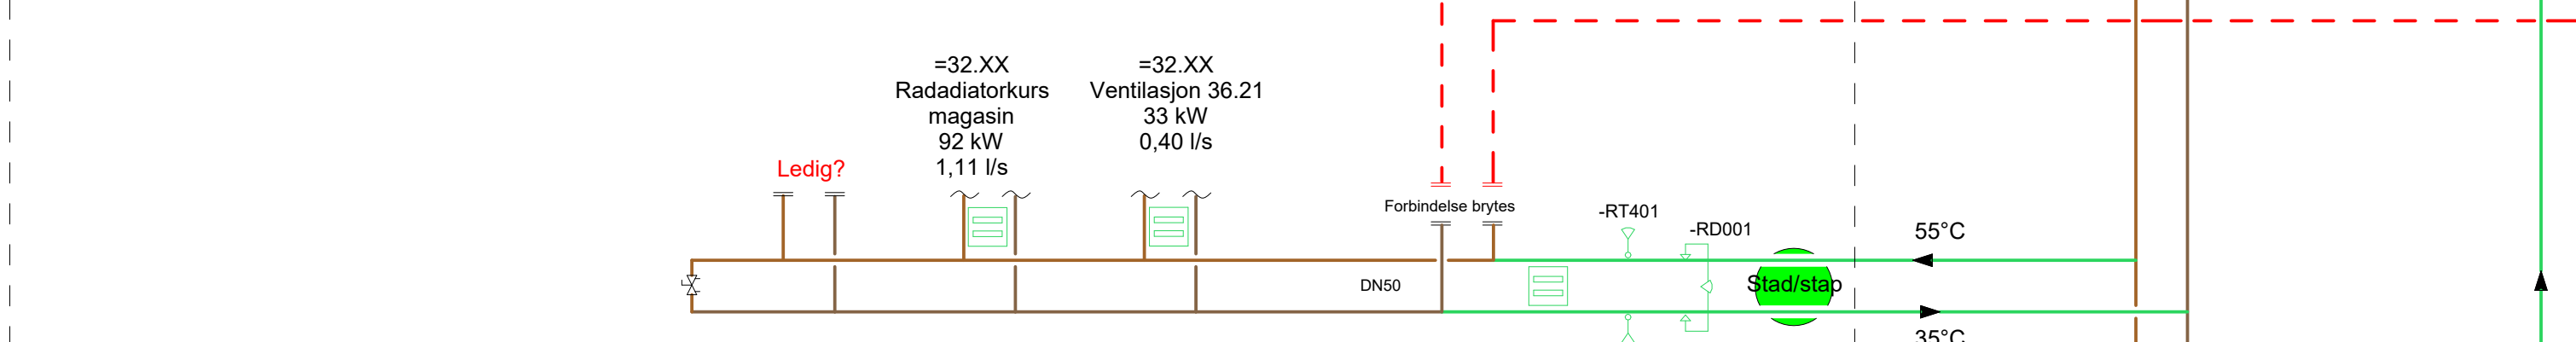 =32.XX
Radadiatorkurs
magasin
92 kW
1,11 l/s
=32.XX
Ventilasjon 36.21
33 kW
0,40 l/s
Ledig?
Forbindelse brytes
-RT401
-RD001
55°C
DN50
Stad/stap
35°C